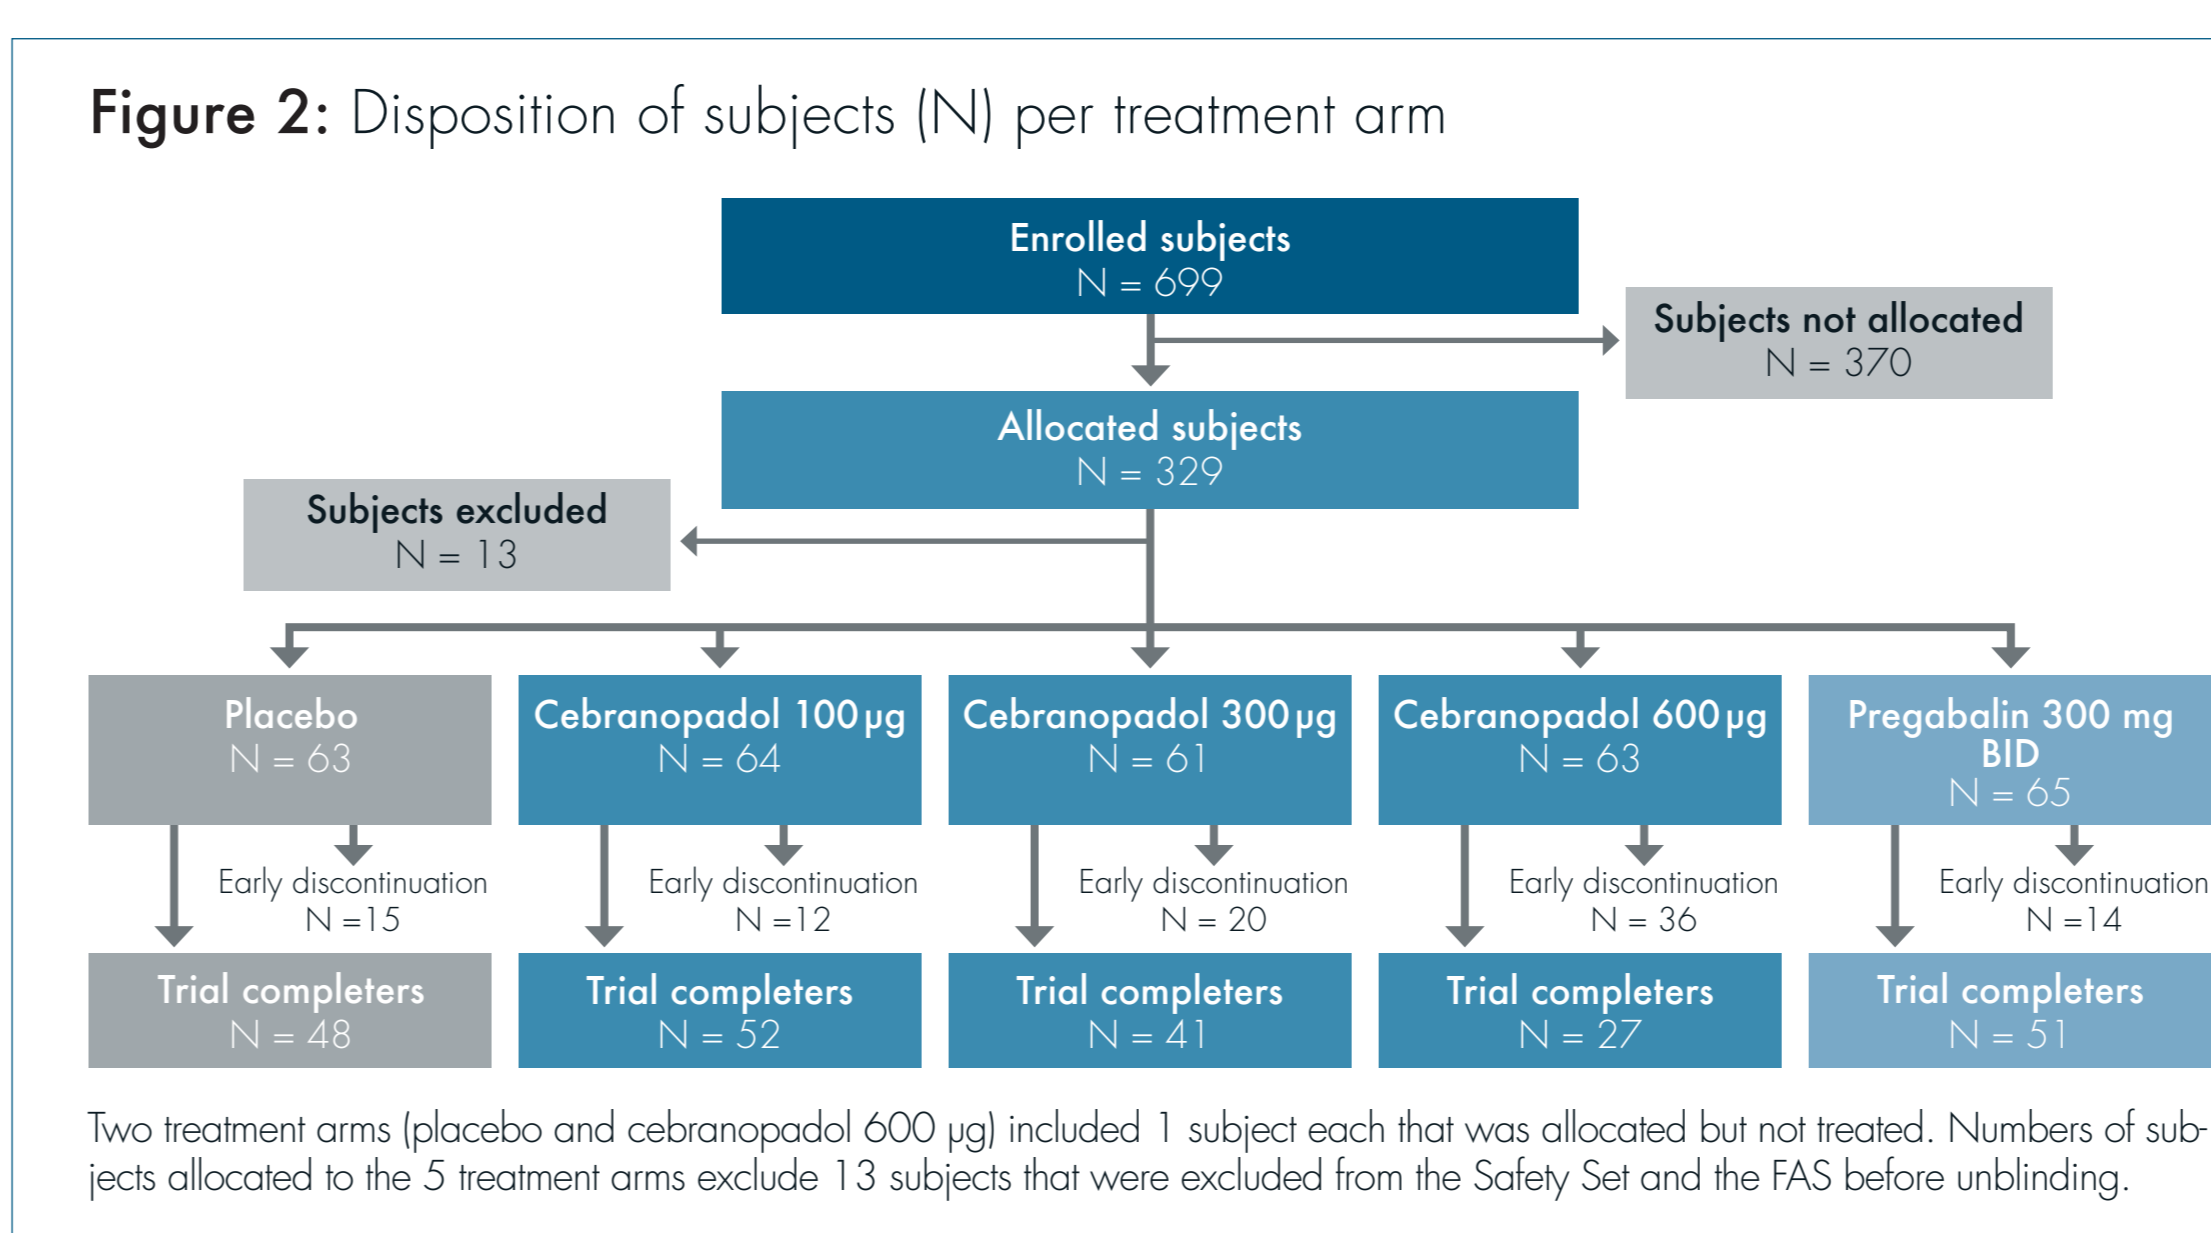 Figure 2: Disposition of subjects (N) per treatment arm
Enrolled subjects
N = 699
Subjects not allocated
N = 370
Allocated subjects
N = 329
Subjects excluded
N = 13
Placebo
N = 63
Cebranopadol 100 µg
N = 64
Cebranopadol 300 µg
N = 61
Cebranopadol 600 µg
N = 63
Pregabalin 300 mg
BID
N = 65
Early discontinuation
N =15
Early discontinuation
N =12
Early discontinuation
N = 20
Early discontinuation
N = 36
Early discontinuation
N =14
Trial completers
N = 48
Trial completers
N = 52
Trial completers
N = 41
Trial completers
N = 27
Trial completers
N = 51
Two treatment arms (placebo and cebranopadol 600 µg) included 1 subject each that was allocated but not treated. Numbers of sub-
jects allocated to the 5 treatment arms exclude 13 subjects that were excluded from the Safety Set and the FAS before unblinding.